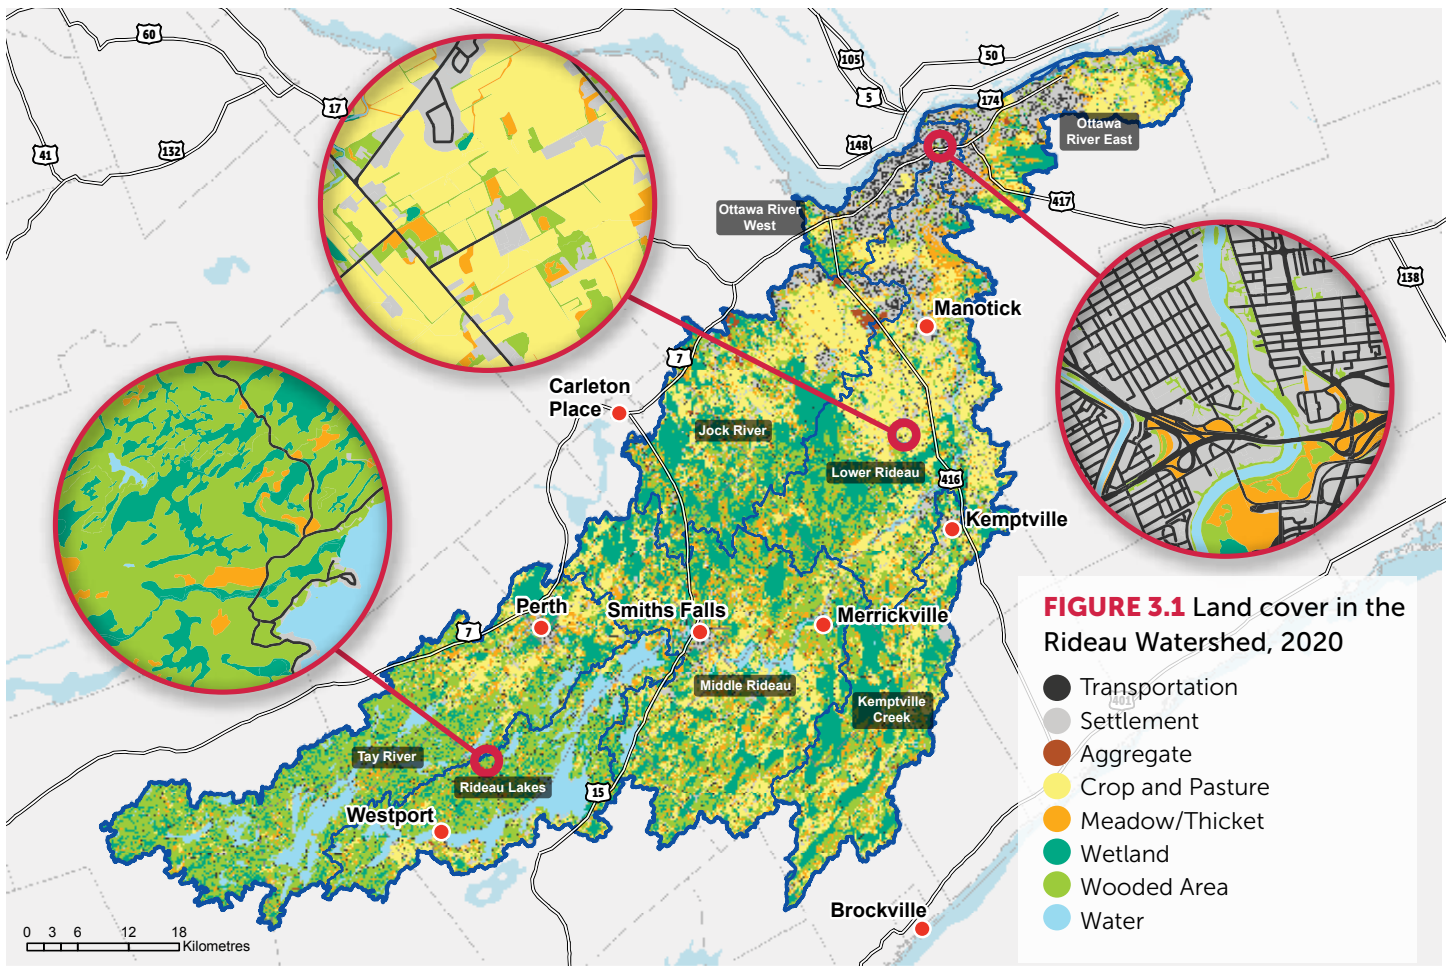 60
17
41
132
105
50
5
174
148
Ottawa
River East
417
Ottawa River
West
138
Manotick
7
Carleton
Place
Jock River
Lower Rideau
416
Kemptville
FIGURE 3.1 Land cover in the
Rideau Watershed, 2020
Transportation
401
Settlement
Aggregate
Crop and Pasture
Meadow/Thicket
Wetland
Wooded Area
Water
Perth
7
Smiths Falls
Merrickville
Middle Rideau
Kemptville
Creek
Tay River
Rideau Lakes
15
Westport
Brockville
0 3 6 12 18
Kilometres